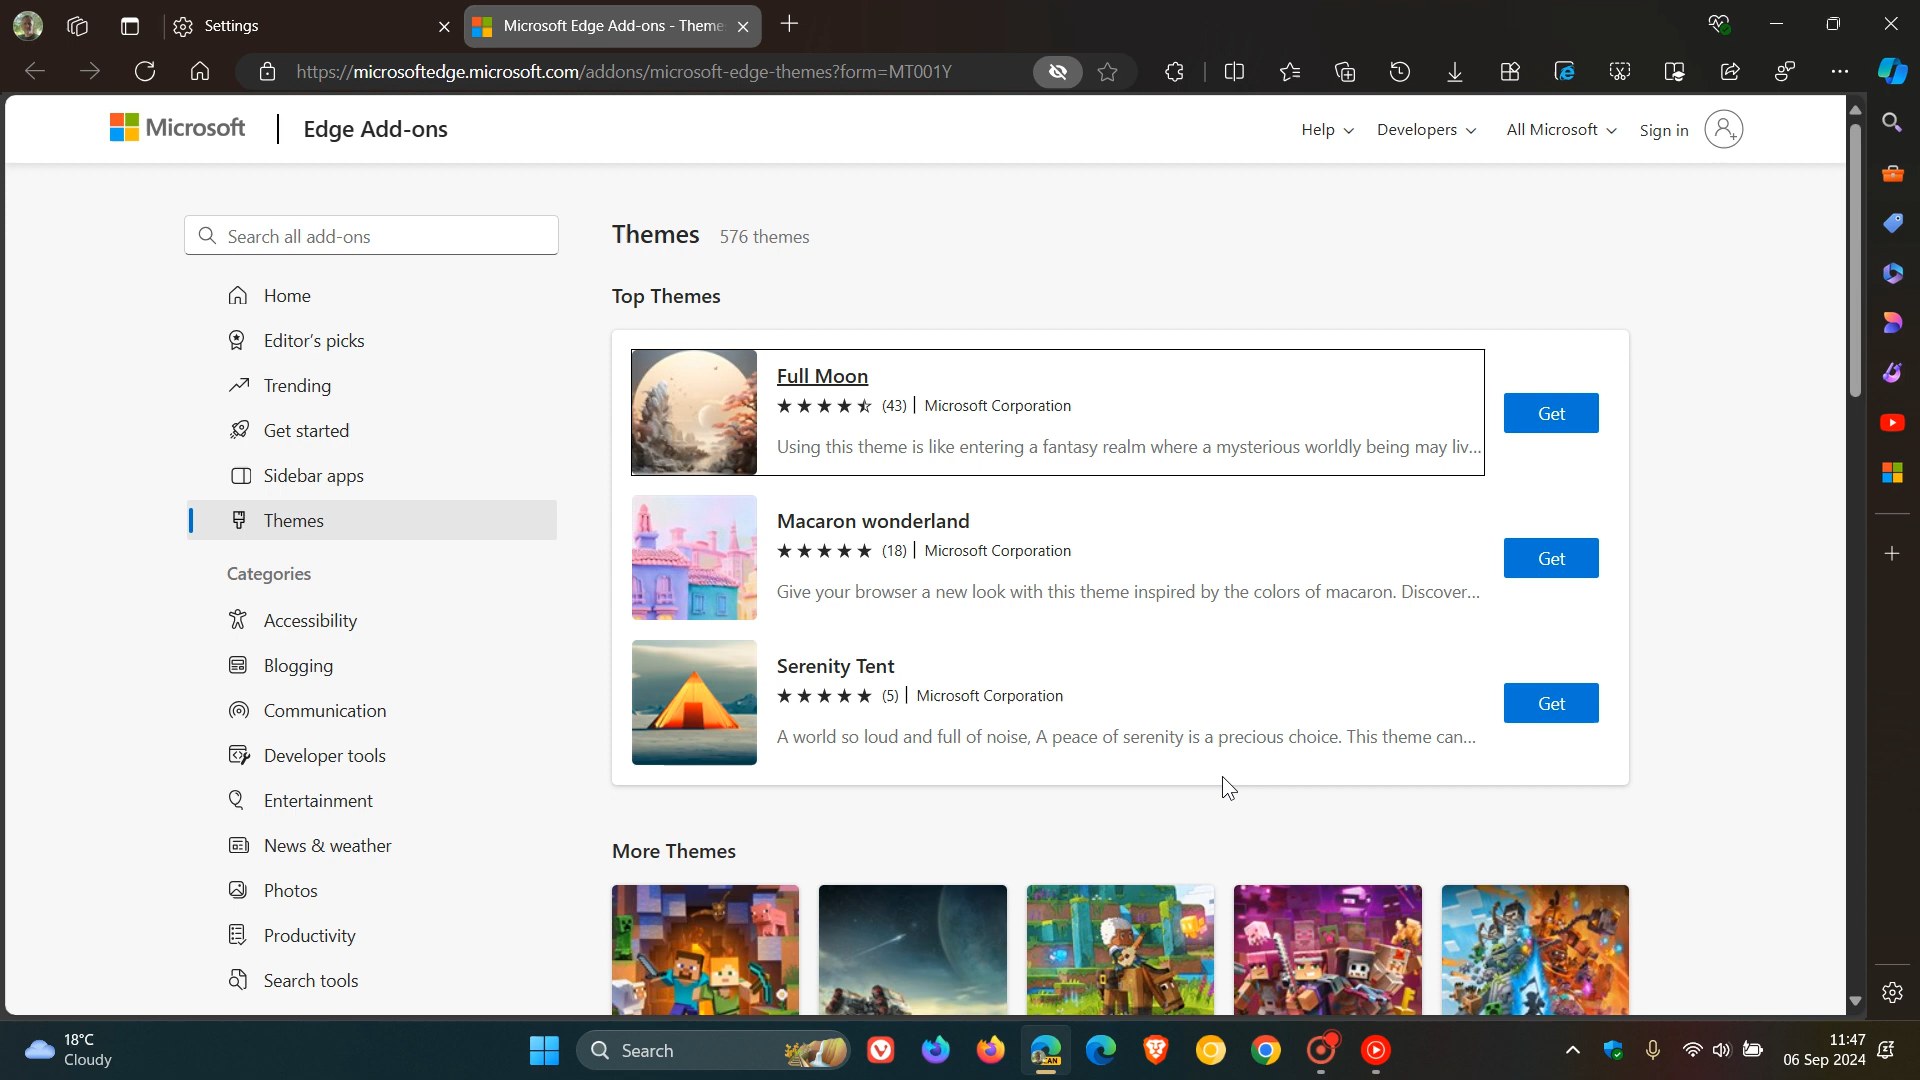 Settings
Microsoft Edge Add-ons - Theme
https://microsoftedge.microsoft.com/addons/microsoft-edge-themes?form=MT001Y
Microsoft
Edge Add-ons
Help
Developers
All Microsoft
Sign in
Search all add-ons
Home
Editor's picks
Trending
Get started
Sidebar apps
Themes
Categories
Accessibility
Blogging
Communication
Developer tools
Entertainment
News & weather
Photos
Productivity
Search tools
Themes 576 themes
Top Themes
Full Moon
(43) | Microsoft Corporation
Using this theme is like entering a fantasy realm where a mysterious worldly being may liv...
Get
Macaron wonderland
(18) | Microsoft Corporation
Give your browser a new look with this theme inspired by the colors of macaron. Discover...
Get
Serenity Tent
(5) | Microsoft Corporation
A world so loud and full of noise, A peace of serenity is a precious choice. This theme can...
Get
More Themes
18°C
Cloudy
Search
CAN
11:47
06 Sep 2024